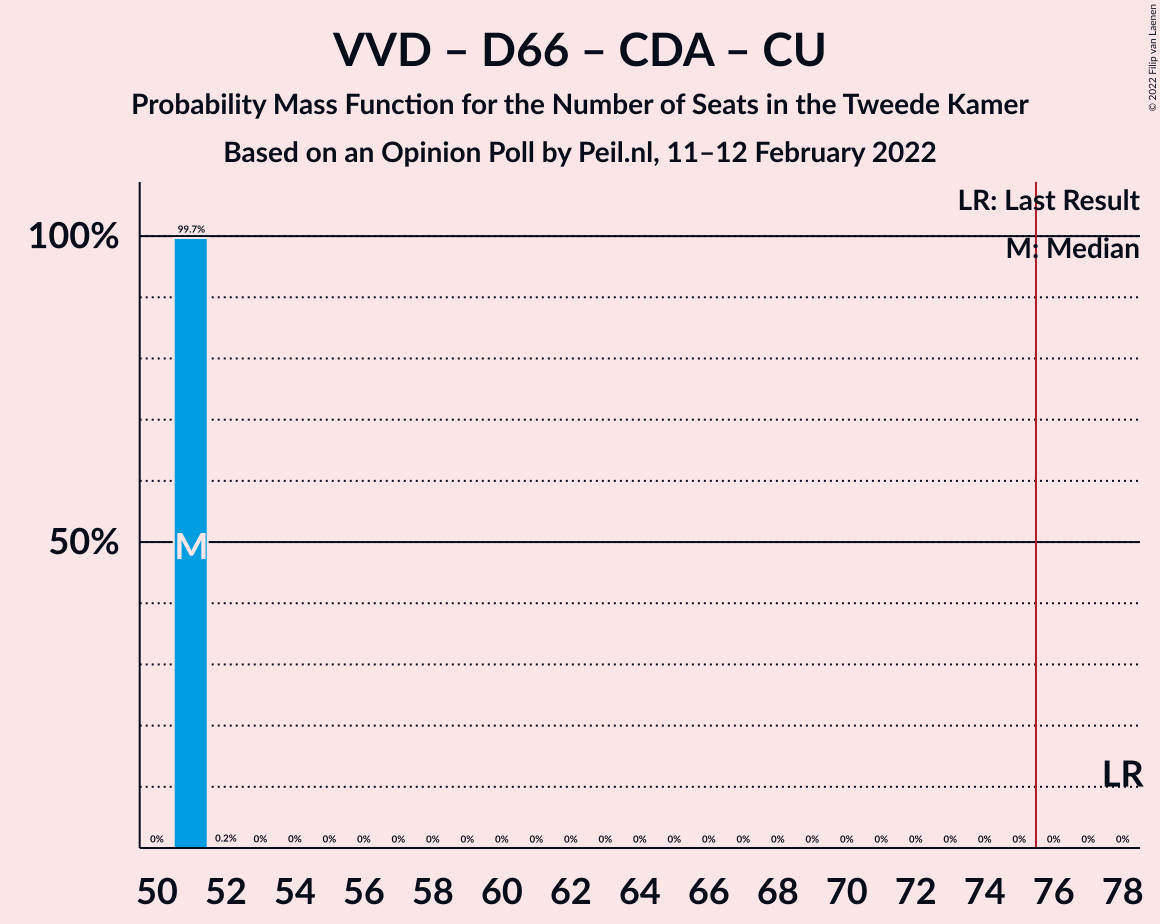 VVD – D66 – CDA – CU
Probability Mass Function for the Number of Seats in the Tweede Kamer
Based on an Opinion Poll by Peil.nl, 11–12 February 2022
© 2022 Filip van Laenen
LR: Last Result
M: Median
100%
50%
99.7%
M
LR
0% 0.2% 0% 0% 0% 0% 0% 0% 0% 0% 0% 0% 0% 0% 0% 0% 0% 0% 0% 0% 0% 0% 0% 0% 0% 0% 0% 0%
50 52 54 56 58 60 62 64 66 68 70 72 74 76 78